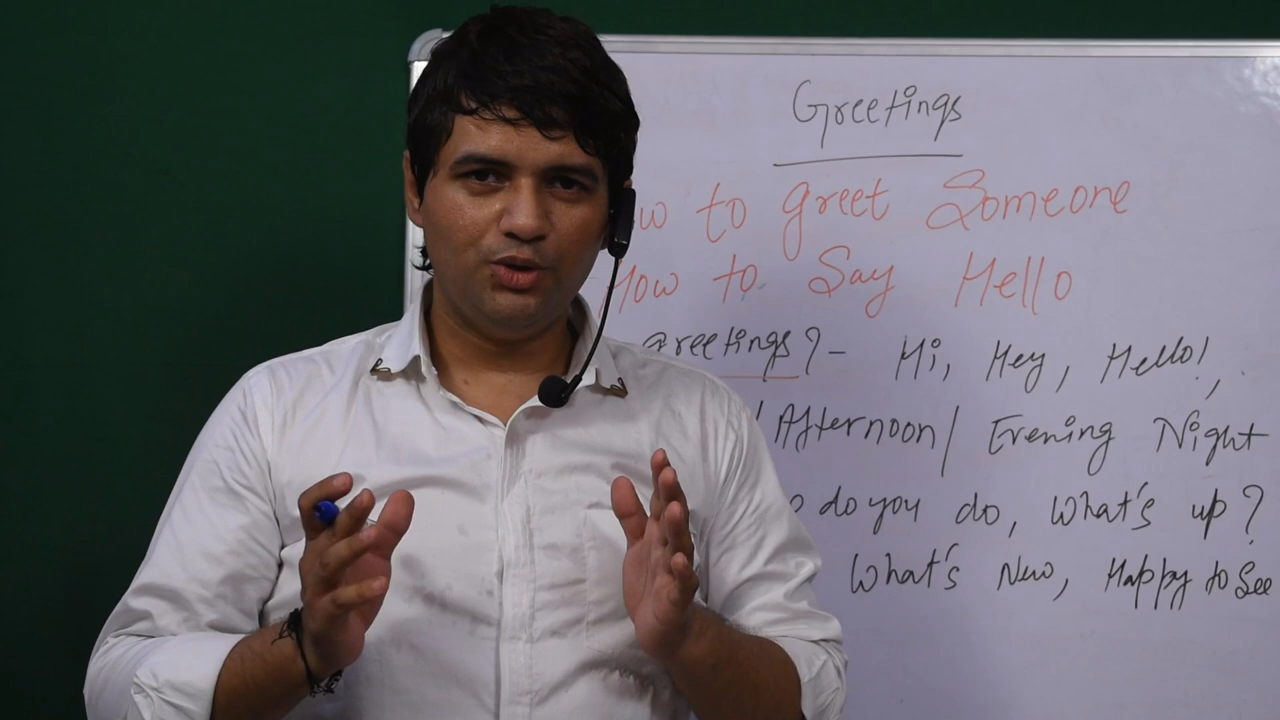 Greetings
to greet Someone
How to Say Hello
Greetings ? - Hi, Hey, Hello!,
/ Afternoon / Evening Night
do you do, What's up?
What's New, Happy to See